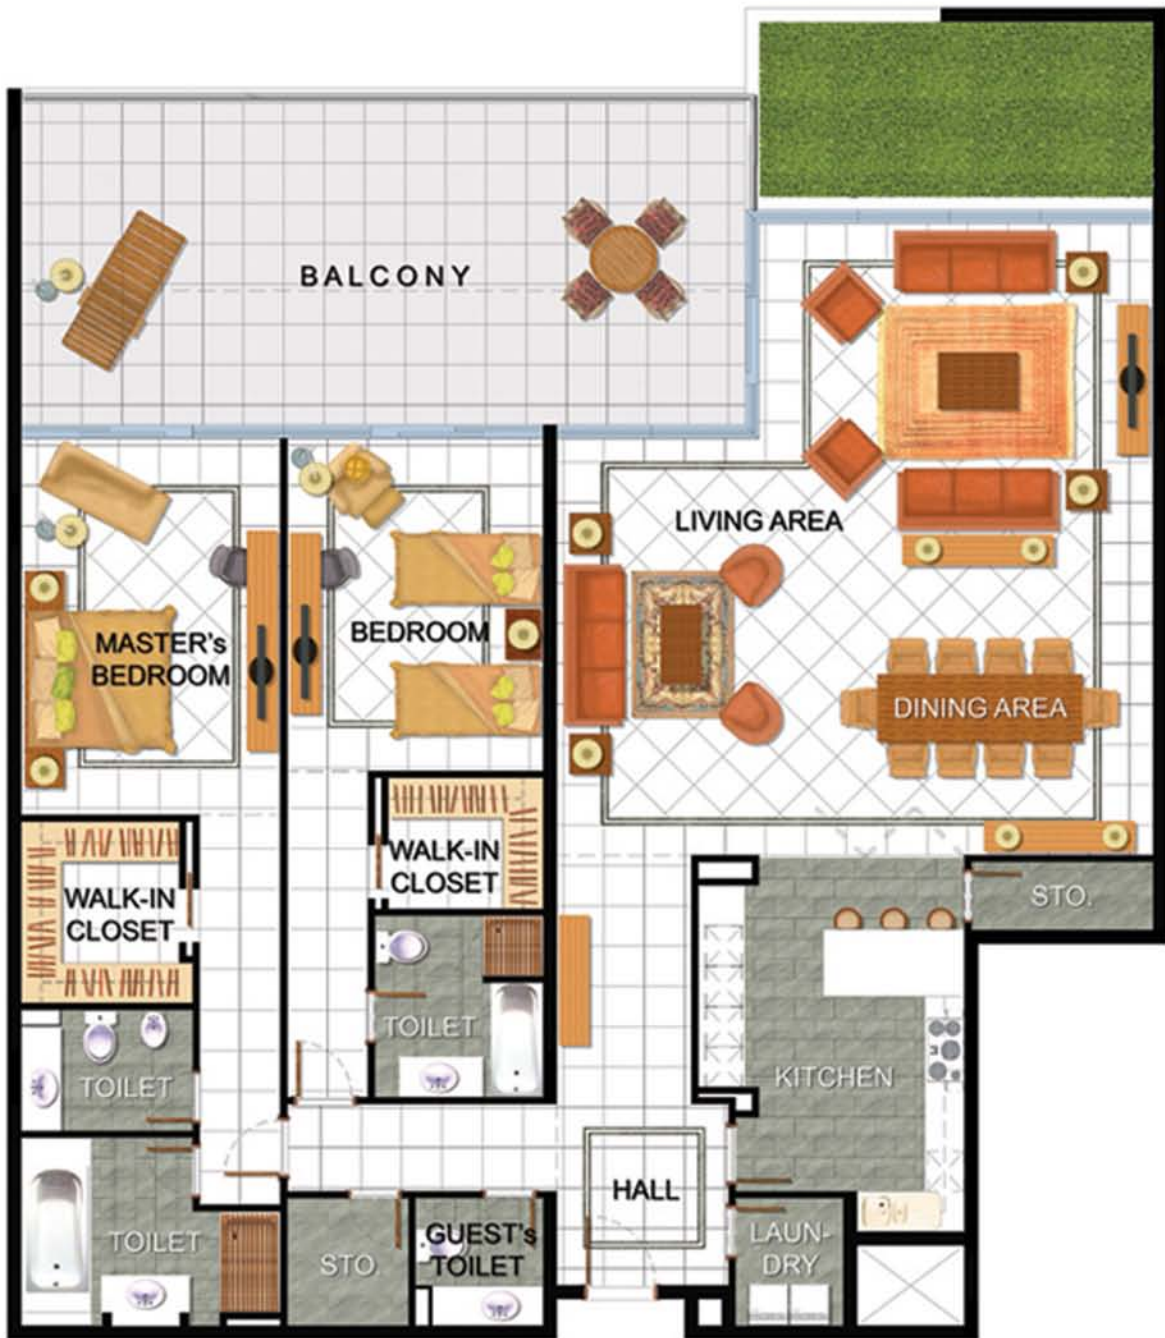 BALCONY
LIVING AREA
MASTER's
BEDROOM
BEDROOM
DINING AREA
WALK-IN
CLOSET
WALK-IN
CLOSET
STO.
TOILET
TOILET
KITCHEN
HALL
TOILET
STO.
GUEST's
TOILET
LAUN-
DRY